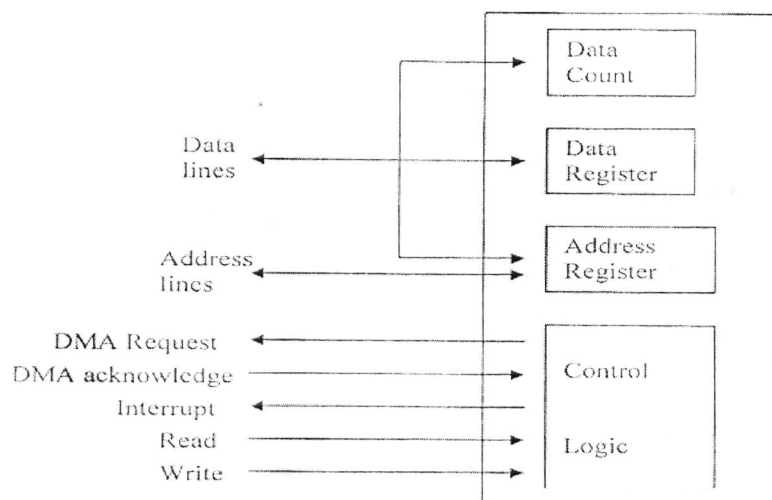 Data
Count
Data
lines
Data
Register
Address
lines
Address
Register
DMA Request
DMA acknowledge
Interrupt
Read
Write
Control
Logic